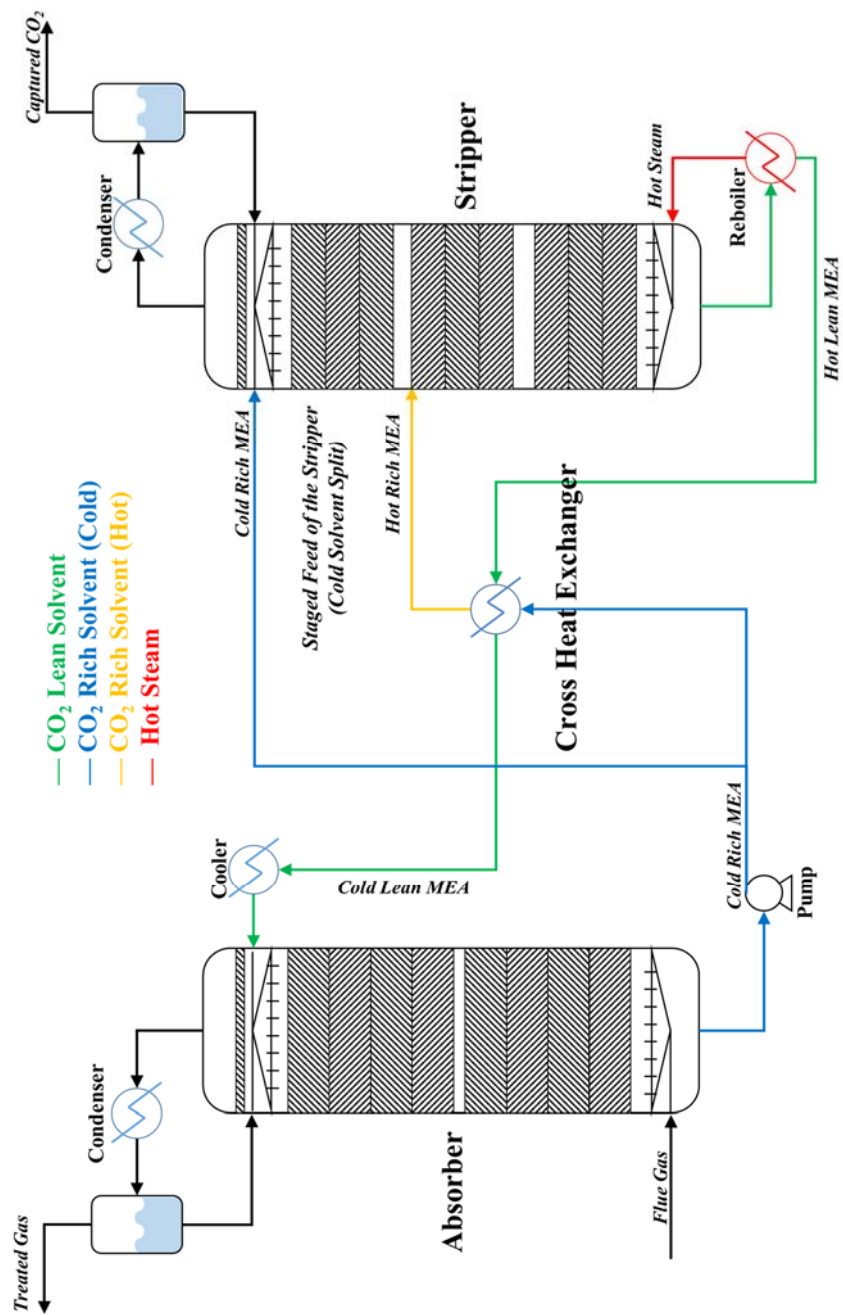 CO₂ Lean Solvent
CO₂ Rich Solvent (Cold)
CO₂ Rich Solvent (Hot)
Hot Steam
Treated Gas
Condenser
Absorber
Flue Gas
Cooler
Cold Lean MEA
Cold Rich MEA
Pump
Cross Heat Exchanger
Staged Feed of the Stripper
(Cold Solvent Split)
Cold Rich MEA
Hot Rich MEA
Captured CO₂
Condenser
Stripper
Hot Steam
Reboiler
Hot Lean MEA